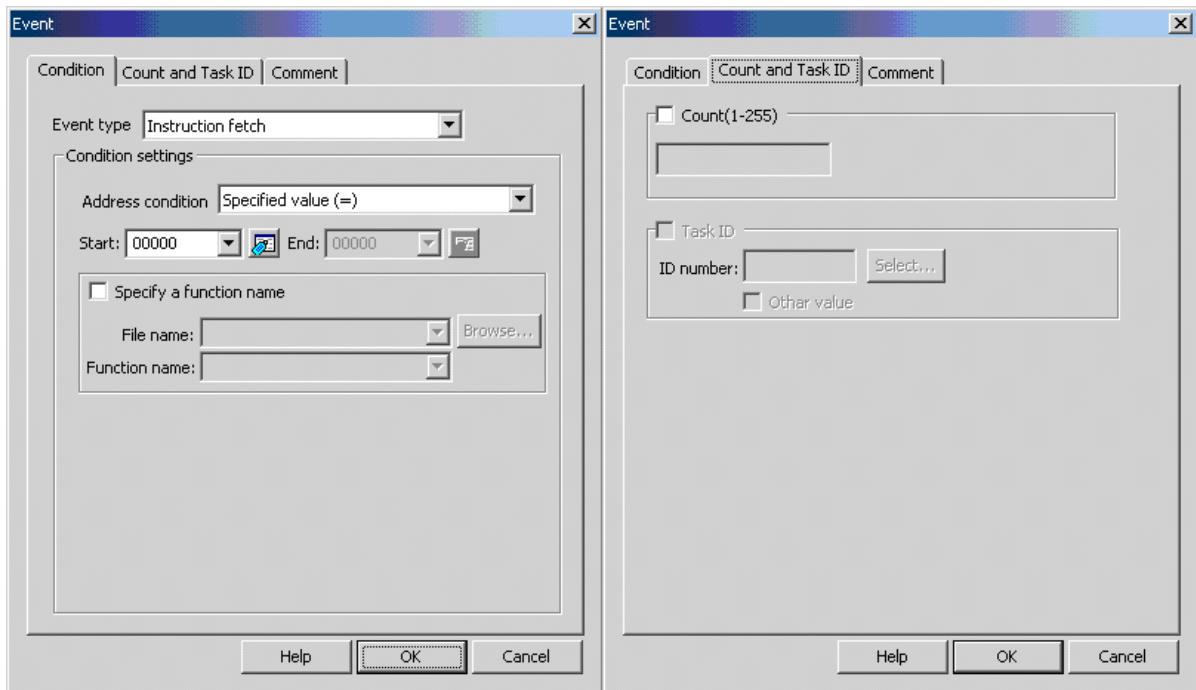 Event
Condition
Count and Task ID
Comment
Event type
Instruction fetch
Condition settings
Address condition
Specified value (=)
Start:
00000
End:
00000
Specify a function name
File name:
Browse...
Function name:
Help
OK
Cancel
Event
Condition
Count and Task ID
Comment
Count(1-255)
Task ID
ID number:
Select...
Othar value
Help
OK
Cancel